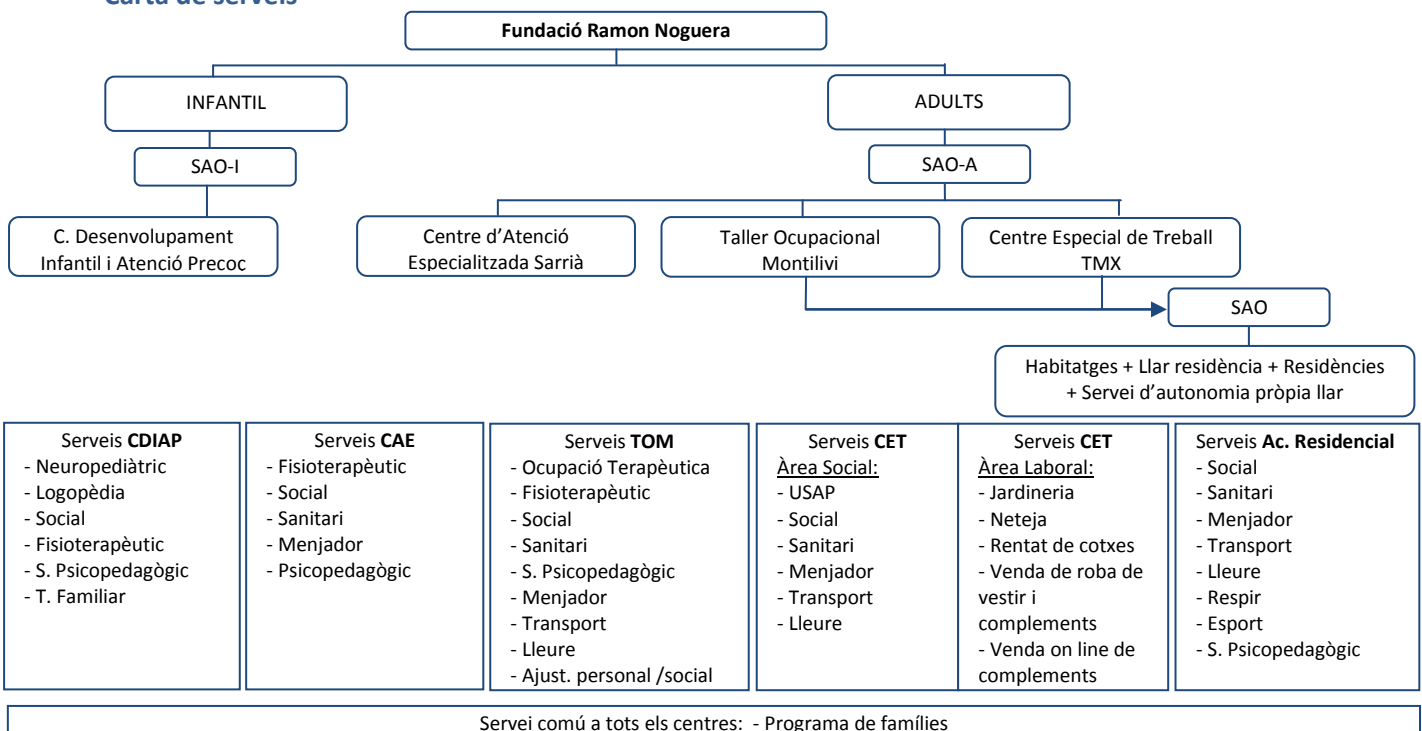 Carta de serveis
Fundació Ramon Noguera
INFANTIL
ADULTS
SAO-I
SAO-A
C. Desenvolupament
Infantil i Atenció Precoç
Centre d’Atenció
Especialitzada Sarrià
Taller Ocupacional
Montilivi
Centre Especial de Treball
TMX
SAO
Habitatges + Llar residència + Residències
+ Servei d’autonomia pròpia llar
Serveis CDIAP
- Neuropediàtric
- Logopèdia
- Social
- Fisioterapèutic
- S. Psicopedagògic
- T. Familiar
Serveis CAE
- Fisioterapèutic
- Social
- Sanitari
- Menjador
- Psicopedagògic
Serveis TOM
- Ocupació Terapèutica
- Fisioterapèutic
- Social
- Sanitari
- S. Psicopedagògic
- Menjador
- Transport
- Lleure
- Ajust. personal /social
Serveis CET
Àrea Social:
- USAP
- Social
- Sanitari
- Menjador
- Transport
- Lleure
Serveis CET
Àrea Laboral:
- Jardineria
- Neteja
- Rentat de cotxes
- Venda de roba de
vestir i
complements
- Venda on line de
complements
Serveis Ac. Residencial
- Social
- Sanitari
- Menjador
- Transport
- Lleure
- Respir
- Esport
- S. Psicopedagògic
Servei comú a tots els centres: - Programa de famílies